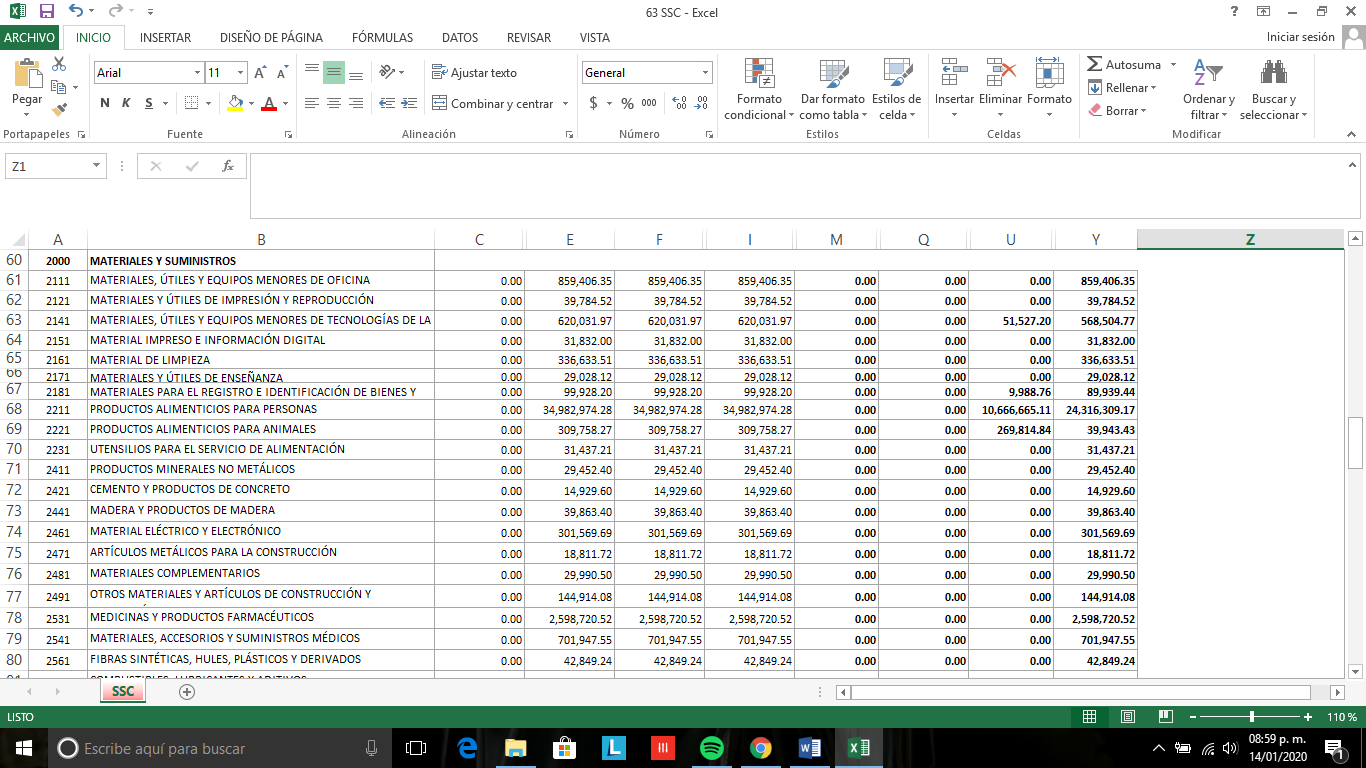 63 SSC - Excel
ARCHIVO INICIO INSERTAR DISEÑO DE PÁGINA FÓRMULAS DATOS REVISAR VISTA Iniciar sesión
Pegar
Portapapeles
Arial 11
N K S
Fuente
Ajustar texto
Combinar y centrar
Alineación
General
$ % 000
Número
Formato condicional
Dar formato como tabla
Estilos de celda
Estilos
Insertar Eliminar Formato
Celdas
Autosuma
Rellenar
Borrar
Ordenar y filtrar
Buscar y seleccionar
Modificar
Z1 fx
A B C E F I M Q U Y Z
60 2000 MATERIALES Y SUMINISTROS
61 2111 MATERIALES, ÚTILES Y EQUIPOS MENORES DE OFICINA 0.00 859,406.35 859,406.35 859,406.35 0.00 0.00 0.00 859,406.35
62 2121 MATERIALES Y ÚTILES DE IMPRESIÓN Y REPRODUCCIÓN 0.00 39,784.52 39,784.52 39,784.52 0.00 0.00 0.00 39,784.52
63 2141 MATERIALES, ÚTILES Y EQUIPOS MENORES DE TECNOLOGÍAS DE LA 0.00 620,031.97 620,031.97 620,031.97 0.00 0.00 51,527.20 568,504.77
64 2151 MATERIAL IMPRESO E INFORMACIÓN DIGITAL 0.00 31,832.00 31,832.00 31,832.00 0.00 0.00 0.00 31,832.00
65 2161 MATERIAL DE LIMPIEZA 0.00 336,633.51 336,633.51 336,633.51 0.00 0.00 0.00 336,633.51
66 2171 MATERIALES Y ÚTILES DE ENSEÑANZA 0.00 29,028.12 29,028.12 29,028.12 0.00 0.00 0.00 29,028.12
67 2181 MATERIALES PARA EL REGISTRO E IDENTIFICACIÓN DE BIENES Y 0.00 99,928.20 99,928.20 99,928.20 0.00 0.00 9,988.76 89,939.44
68 2211 PRODUCTOS ALIMENTICIOS PARA PERSONAS 0.00 34,982,974.28 34,982,974.28 34,982,974.28 0.00 0.00 10,666,665.11 24,316,309.17
69 2221 PRODUCTOS ALIMENTICIOS PARA ANIMALES 0.00 309,758.27 309,758.27 309,758.27 0.00 0.00 269,814.84 39,943.43
70 2231 UTENSILIOS PARA EL SERVICIO DE ALIMENTACIÓN 0.00 31,437.21 31,437.21 31,437.21 0.00 0.00 0.00 31,437.21
71 2411 PRODUCTOS MINERALES NO METÁLICOS 0.00 29,452.40 29,452.40 29,452.40 0.00 0.00 0.00 29,452.40
72 2421 CEMENTO Y PRODUCTOS DE CONCRETO 0.00 14,929.60 14,929.60 14,929.60 0.00 0.00 0.00 14,929.60
73 2441 MADERA Y PRODUCTOS DE MADERA 0.00 39,863.40 39,863.40 39,863.40 0.00 0.00 0.00 39,863.40
74 2461 MATERIAL ELÉCTRICO Y ELECTRÓNICO 0.00 301,569.69 301,569.69 301,569.69 0.00 0.00 0.00 301,569.69
75 2471 ARTÍCULOS METÁLICOS PARA LA CONSTRUCCIÓN 0.00 18,811.72 18,811.72 18,811.72 0.00 0.00 0.00 18,811.72
76 2481 MATERIALES COMPLEMENTARIOS 0.00 29,990.50 29,990.50 29,990.50 0.00 0.00 0.00 29,990.50
77 2491 OTROS MATERIALES Y ARTÍCULOS DE CONSTRUCCIÓN Y 0.00 144,914.08 144,914.08 144,914.08 0.00 0.00 0.00 144,914.08
78 2531 MEDICINAS Y PRODUCTOS FARMACÉUTICOS 0.00 2,598,720.52 2,598,720.52 2,598,720.52 0.00 0.00 0.00 2,598,720.52
79 2541 MATERIALES, ACCESORIOS Y SUMINISTROS MÉDICOS 0.00 701,947.55 701,947.55 701,947.55 0.00 0.00 0.00 701,947.55
80 2561 FIBRAS SINTÉTICAS, HULES, PLÁSTICOS Y DERIVADOS 0.00 42,849.24 42,849.24 42,849.24 0.00 0.00 0.00 42,849.24
SSC
LISTO 110 %
Escribe aquí para buscar
08:59 p. m.
14/01/2020
1